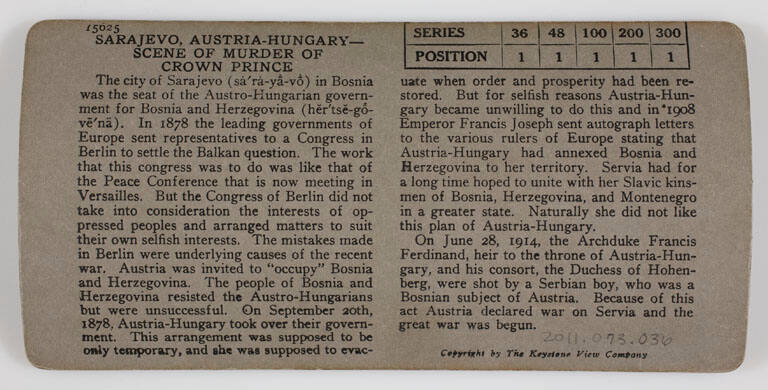 15025
SARAJEVO, AUSTRIA-HUNGARY—
SCENE OF MURDER OF
CROWN PRINCE
The city of Sarajevo (sä'rä-yâ-vô) in Bosnia
was the seat of the Austro-Hungarian govern-
ment for Bosnia and Herzegovina (hĕr'tsĕ-gô-
vē'nä). In 1878 the leading governments of
Europe sent representatives to a Congress in
Berlin to settle the Balkan question. The work
that this congress was to do was like that of
the Peace Conference that is now meeting in
Versailles. But the Congress of Berlin did not
take into consideration the interests of op-
pressed peoples and arranged matters to suit
their own selfish interests. The mistakes made
in Berlin were underlying causes of the recent
war. Austria was invited to "occupy" Bosnia
and Herzegovina. The people of Bosnia and
Herzegovina resisted the Austro-Hungarians
but were unsuccessful. On September 20th,
1878, Austria-Hungary took over their govern-
ment. This arrangement was supposed to be
only temporary, and she was supposed to evac-
SERIES 36 48 100 200 300
POSITION 1 1 1 1 1
uate when order and prosperity had been re-
stored. But for selfish reasons Austria-Hun-
gary became unwilling to do this and in 1908
Emperor Francis Joseph sent autograph letters
to the various rulers of Europe stating that
Austria-Hungary had annexed Bosnia and
Herzegovina to her territory. Servia had for
a long time hoped to unite with her Slavic kins-
men of Bosnia, Herzegovina, and Montenegro
in a greater state. Naturally she did not like
this plan of Austria-Hungary.
On June 28, 1914, the Archduke Francis
Ferdinand, heir to the throne of Austria-Hun-
gary, and his consort, the Duchess of Hohen-
berg, were shot by a Serbian boy, who was a
Bosnian subject of Austria. Because of this
act Austria declared war on Servia and the
great war was begun.
2011.073.036
Copyright by The Keystone View Company